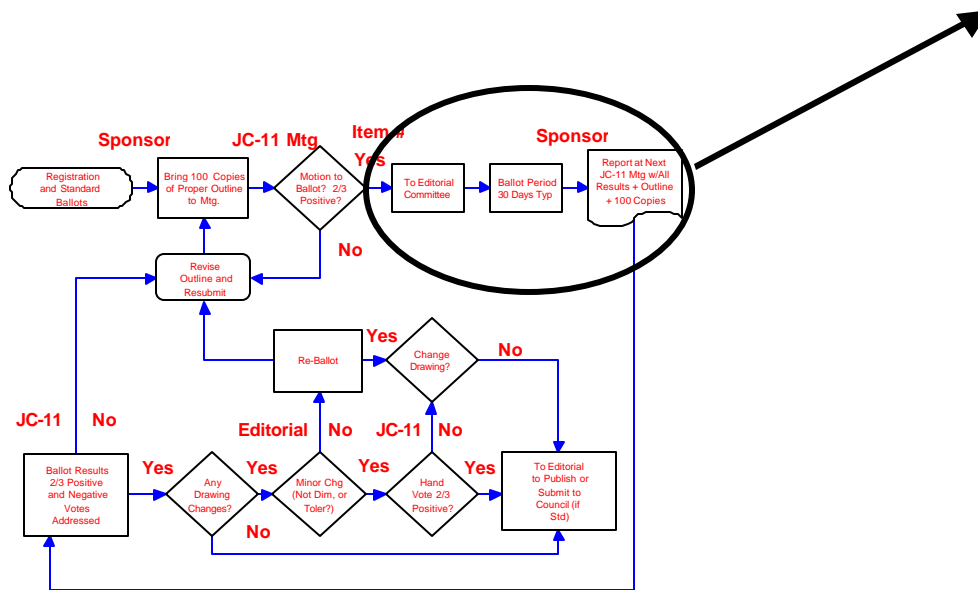 Sponsor
JC-11 Mtg
Item #
Yes
Sponsor
Registration
and Standard
Ballots
Bring 100 Copies
of Proper Outline
to Mtg.
Motion to
Ballot? 2/3
Positive?
To Editorial
Committee
Ballot Period
30 Days Typ
Report at Next
JC-11 Mtg w/All
Results + Outline
+ 100 Copies
No
Revise
Outline and
Resubmit
Re-Ballot
Yes
Change
Drawing?
No
JC-11
No
Editorial
No
JC-11
No
Ballot Results
2/3 Positive
and Negative
Votes
Addressed
Yes
Any
Drawing
Changes?
Yes
Minor Chg
(Not Dim, or
Toler?)
Yes
Hand
Vote 2/3
Positive?
Yes
To Editorial
to Publish or
Submit to
Council (if
Std)
No